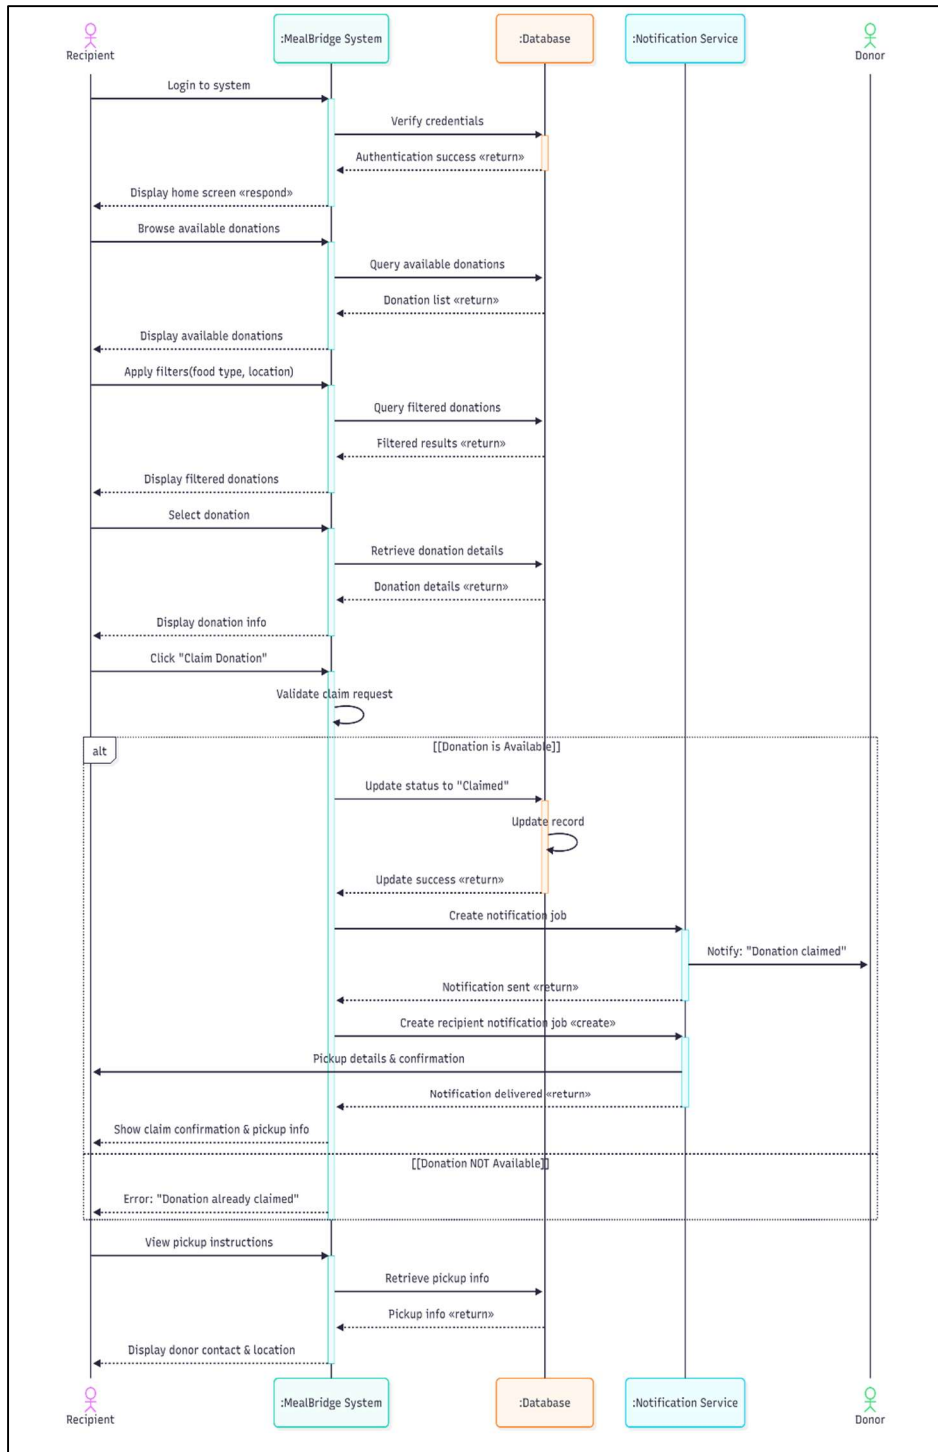 Recipient
:MealBridge System
:Database
:Notification Service
Donor
Login to system
Verify credentials
Authentication success «return»
Display home screen «respond»
Browse available donations
Query available donations
Donation list «return»
Display available donations
Apply filters(food type, location)
Query filtered donations
Filtered results «return»
Display filtered donations
Select donation
Retrieve donation details
Donation details «return»
Display donation info
Click "Claim Donation"
Validate claim request
alt
[[Donation is Available]]
Update status to "Claimed"
Update record
Update success «return»
Create notification job
Notify: "Donation claimed"
Notification sent «return»
Create recipient notification job «create»
Pickup details & confirmation
Notification delivered «return»
Show claim confirmation & pickup info
[[Donation NOT Available]]
Error: "Donation already claimed"
View pickup instructions
Retrieve pickup info
Pickup info «return»
Display donor contact & location
Recipient
:MealBridge System
:Database
:Notification Service
Donor